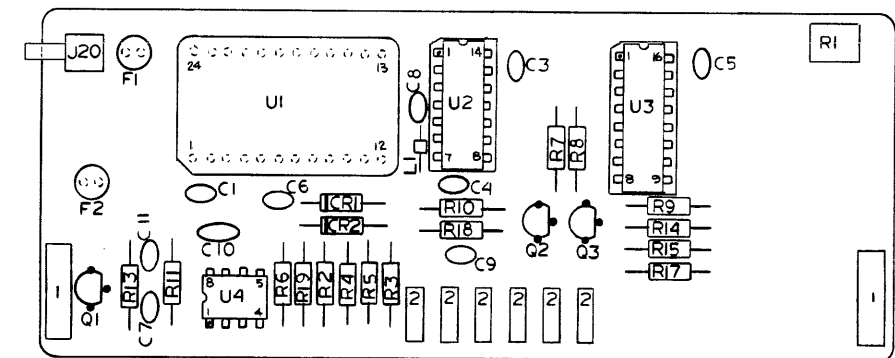 J20
F1
24
13
U1
1
12
C8
L1
1
14
U2
7
8
C3
1
16
U3
8
9
C5
R1
R7
R8
F2
C1
C6
C4
CR1
CR2
C10
R10
R18
C9
Q2
Q3
R9
R14
R15
R17
1
Q1
R13
C11
C7
R11
8
5
U4
1
4
R6
R19
R2
R4
R5
R3
2
2
2
2
2
2
1